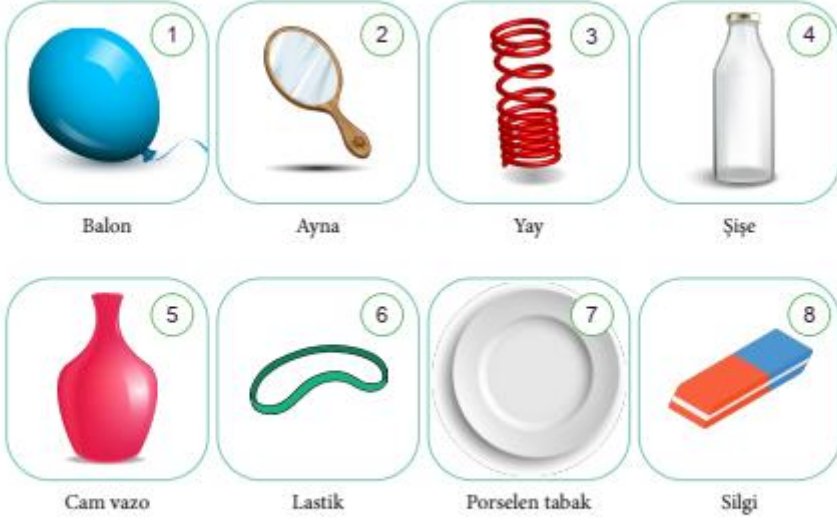 1
2
3
4
Balon
Ayna
Yay
Şişe
5
6
7
8
Cam vazo
Lastik
Porselen tabak
Silgi